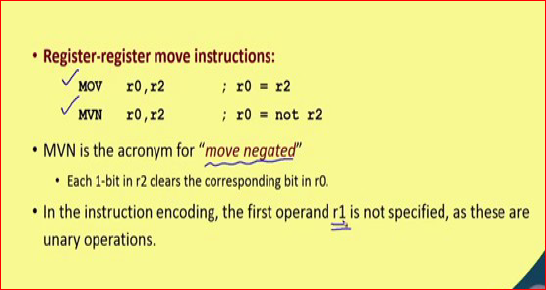 • Register-register move instructions:
MOV r0,r2 ; r0 = r2
MVN r0,r2 ; r0 = not r2
• MVN is the acronym for “move negated”
• Each 1-bit in r2 clears the corresponding bit in r0.
• In the instruction encoding, the first operand r1 is not specified, as these are
unary operations.